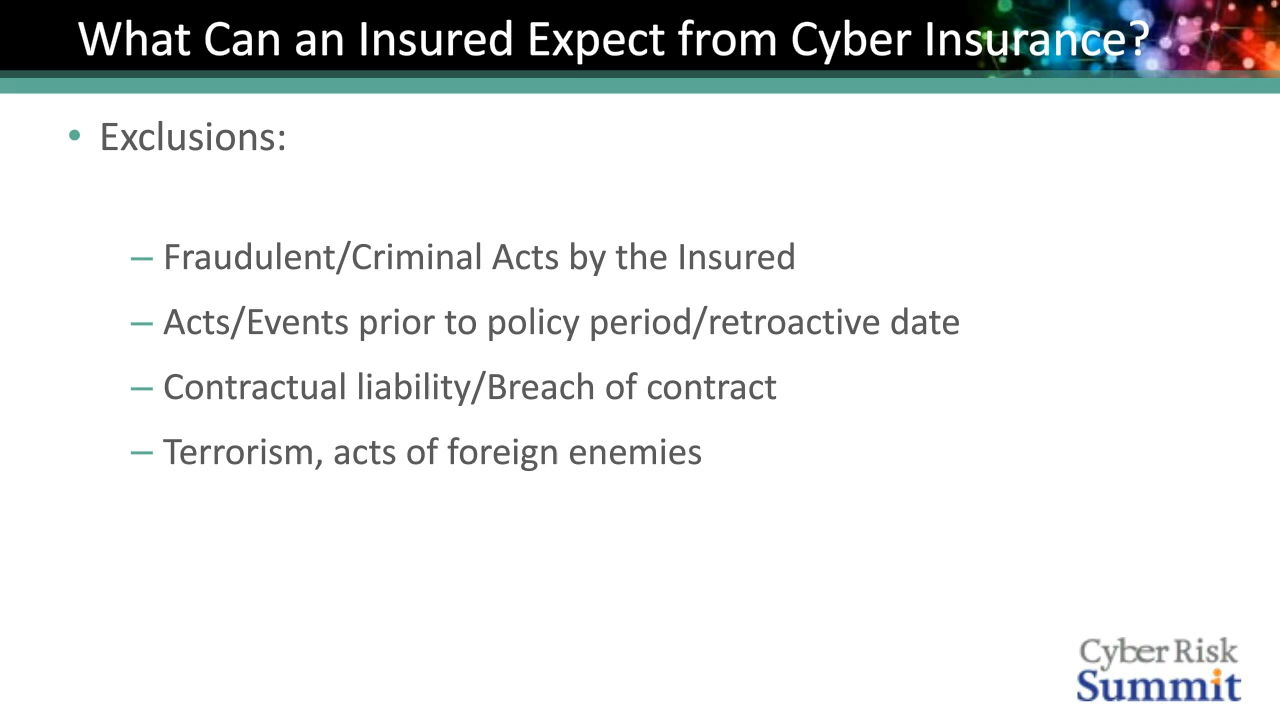 What Can an Insured Expect from Cyber Insurance?
• Exclusions:
– Fraudulent/Criminal Acts by the Insured
– Acts/Events prior to policy period/retroactive date
– Contractual liability/Breach of contract
– Terrorism, acts of foreign enemies
Cyber Risk
Summit